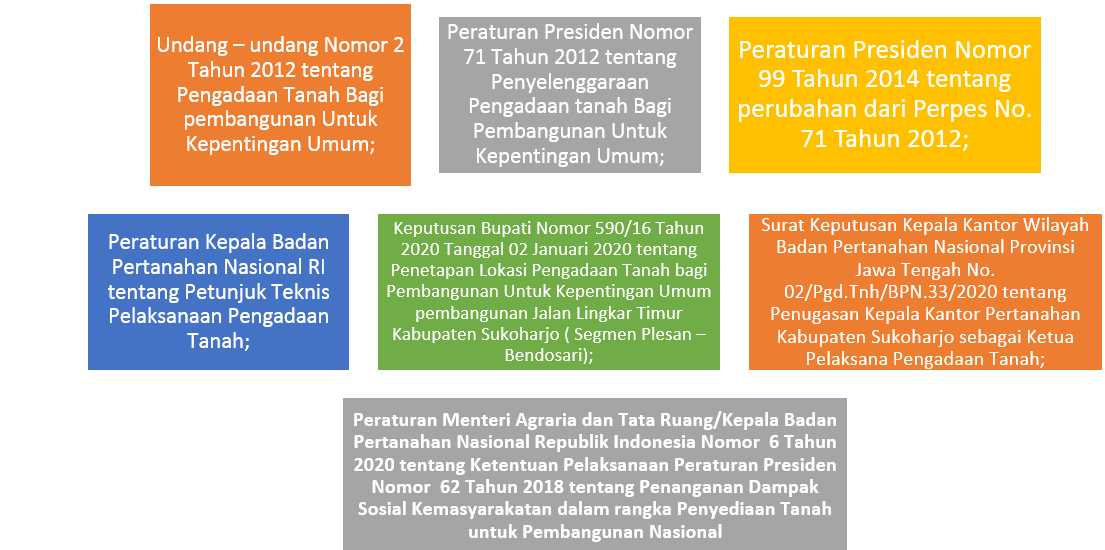 Undang – undang Nomor 2
Tahun 2012 tentang
Pengadaan Tanah Bagi
pembangunan Untuk
Kepentingan Umum;
Peraturan Presiden Nomor
71 Tahun 2012 tentang
Penyelenggaraan
Pengadaan tanah Bagi
Pembangunan Untuk
Kepentingan Umum;
Peraturan Presiden Nomor
99 Tahun 2014 tentang
perubahan dari Perpes No.
71 Tahun 2012;
Peraturan Kepala Badan
Pertanahan Nasional RI
tentang Petunjuk Teknis
Pelaksanaan Pengadaan
Tanah;
Keputusan Bupati Nomor 590/16 Tahun
2020 Tanggal 02 Januari 2020 tentang
Penetapan Lokasi Pengadaan Tanah bagi
Pembangunan Untuk Kepentingan Umum
pembangunan Jalan Lingkar Timur
Kabupaten Sukoharjo ( Segmen Plesan –
Bendosari);
Surat Keputusan Kepala Kantor Wilayah
Badan Pertanahan Nasional Provinsi
Jawa Tengah No.
02/Pgd.Tnh/BPN.33/2020 tentang
Penugasan Kepala Kantor Pertanahan
Kabupaten Sukoharjo sebagai Ketua
Pelaksana Pengadaan Tanah;
Peraturan Menteri Agraria dan Tata Ruang/Kepala Badan
Pertanahan Nasional Republik Indonesia Nomor 6 Tahun
2020 tentang Ketentuan Pelaksanaan Peraturan Presiden
Nomor 62 Tahun 2018 tentang Penanganan Dampak
Sosial Kemasyarakatan dalam rangka Penyediaan Tanah
untuk Pembangunan Nasional